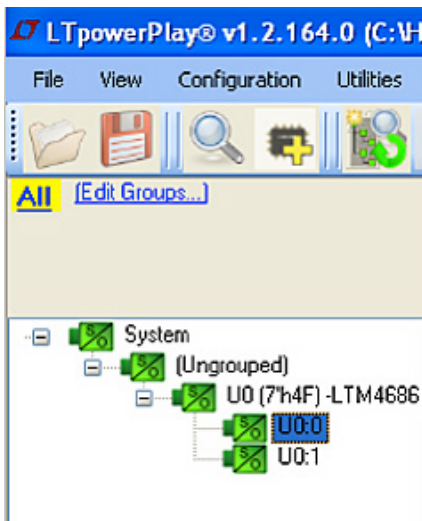 LTpowerPlay® v1.2.164.0 (C:\H
File View Configuration Utilities
All (Edit Groups...)
System
(Ungrouped)
U0 (7'h4F) -LTM4686
U0:0
U0:1